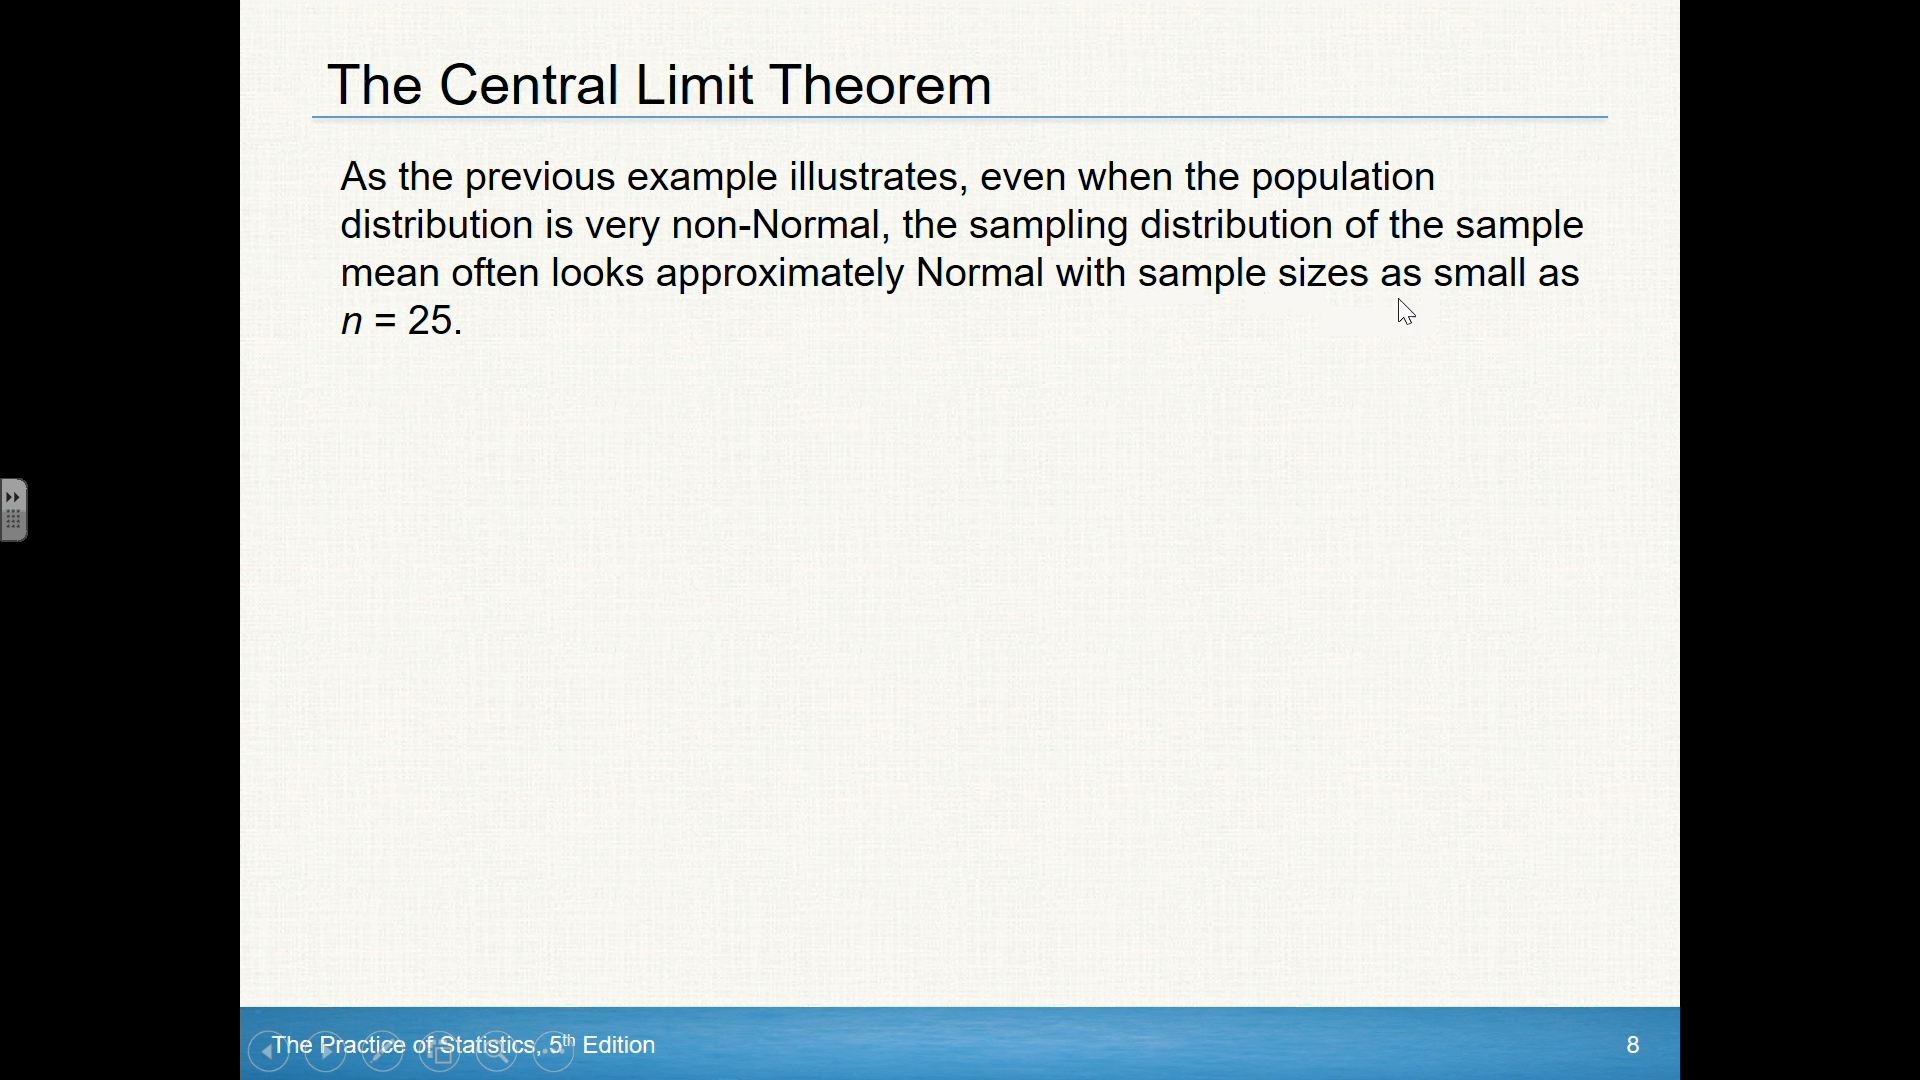 The Central Limit Theorem
As the previous example illustrates, even when the population
distribution is very non-Normal, the sampling distribution of the sample
mean often looks approximately Normal with sample sizes as small as
n = 25.
The Practice of Statistics, 5th Edition
8